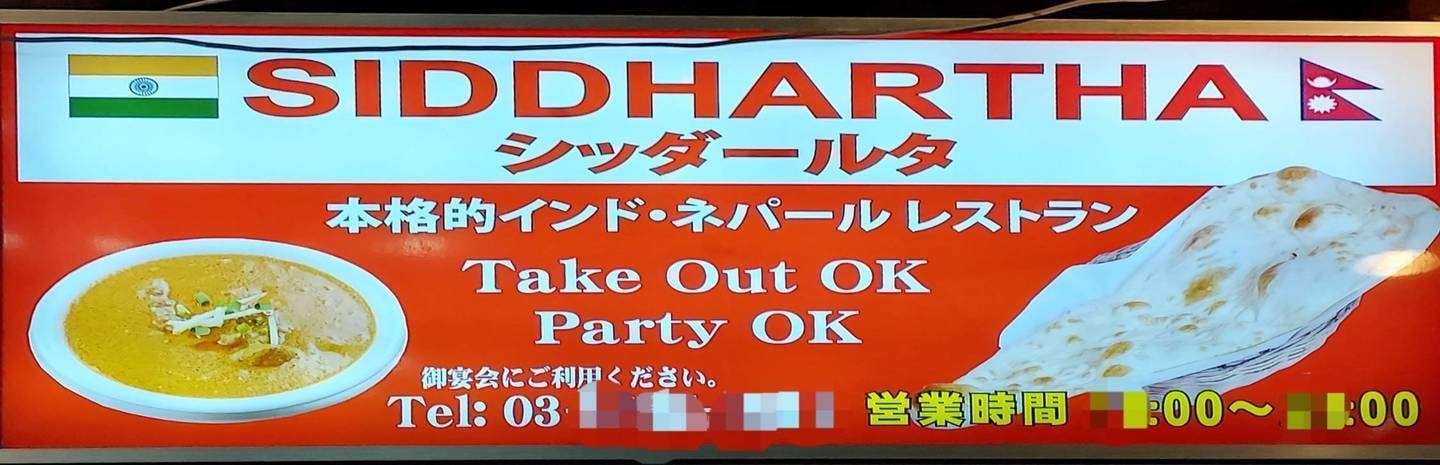 SIDDHARTHA
シッダールタ
本格的インド・ネパール レストラン
Take Out OK
Party OK
御宴会にご利用ください。
Tel: 03
営業時間 :00～ :00